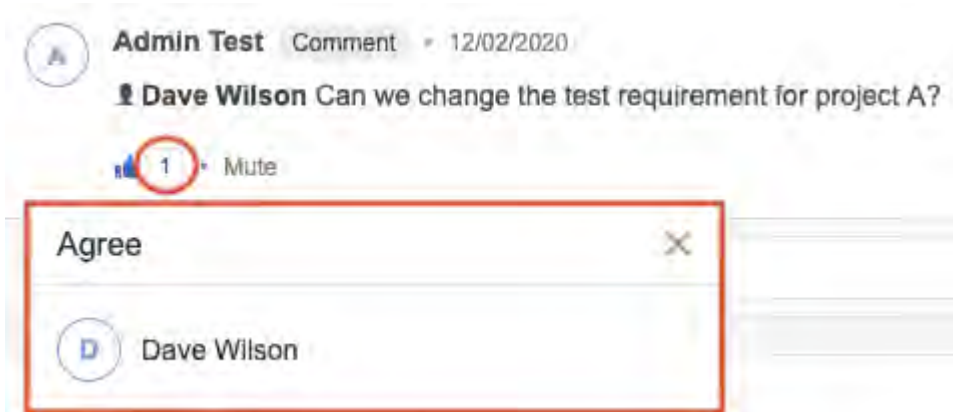 A
Admin Test Comment • 12/02/2020
Dave Wilson Can we change the test requirement for project A?
1 • Mute
Agree
D
Dave Wilson